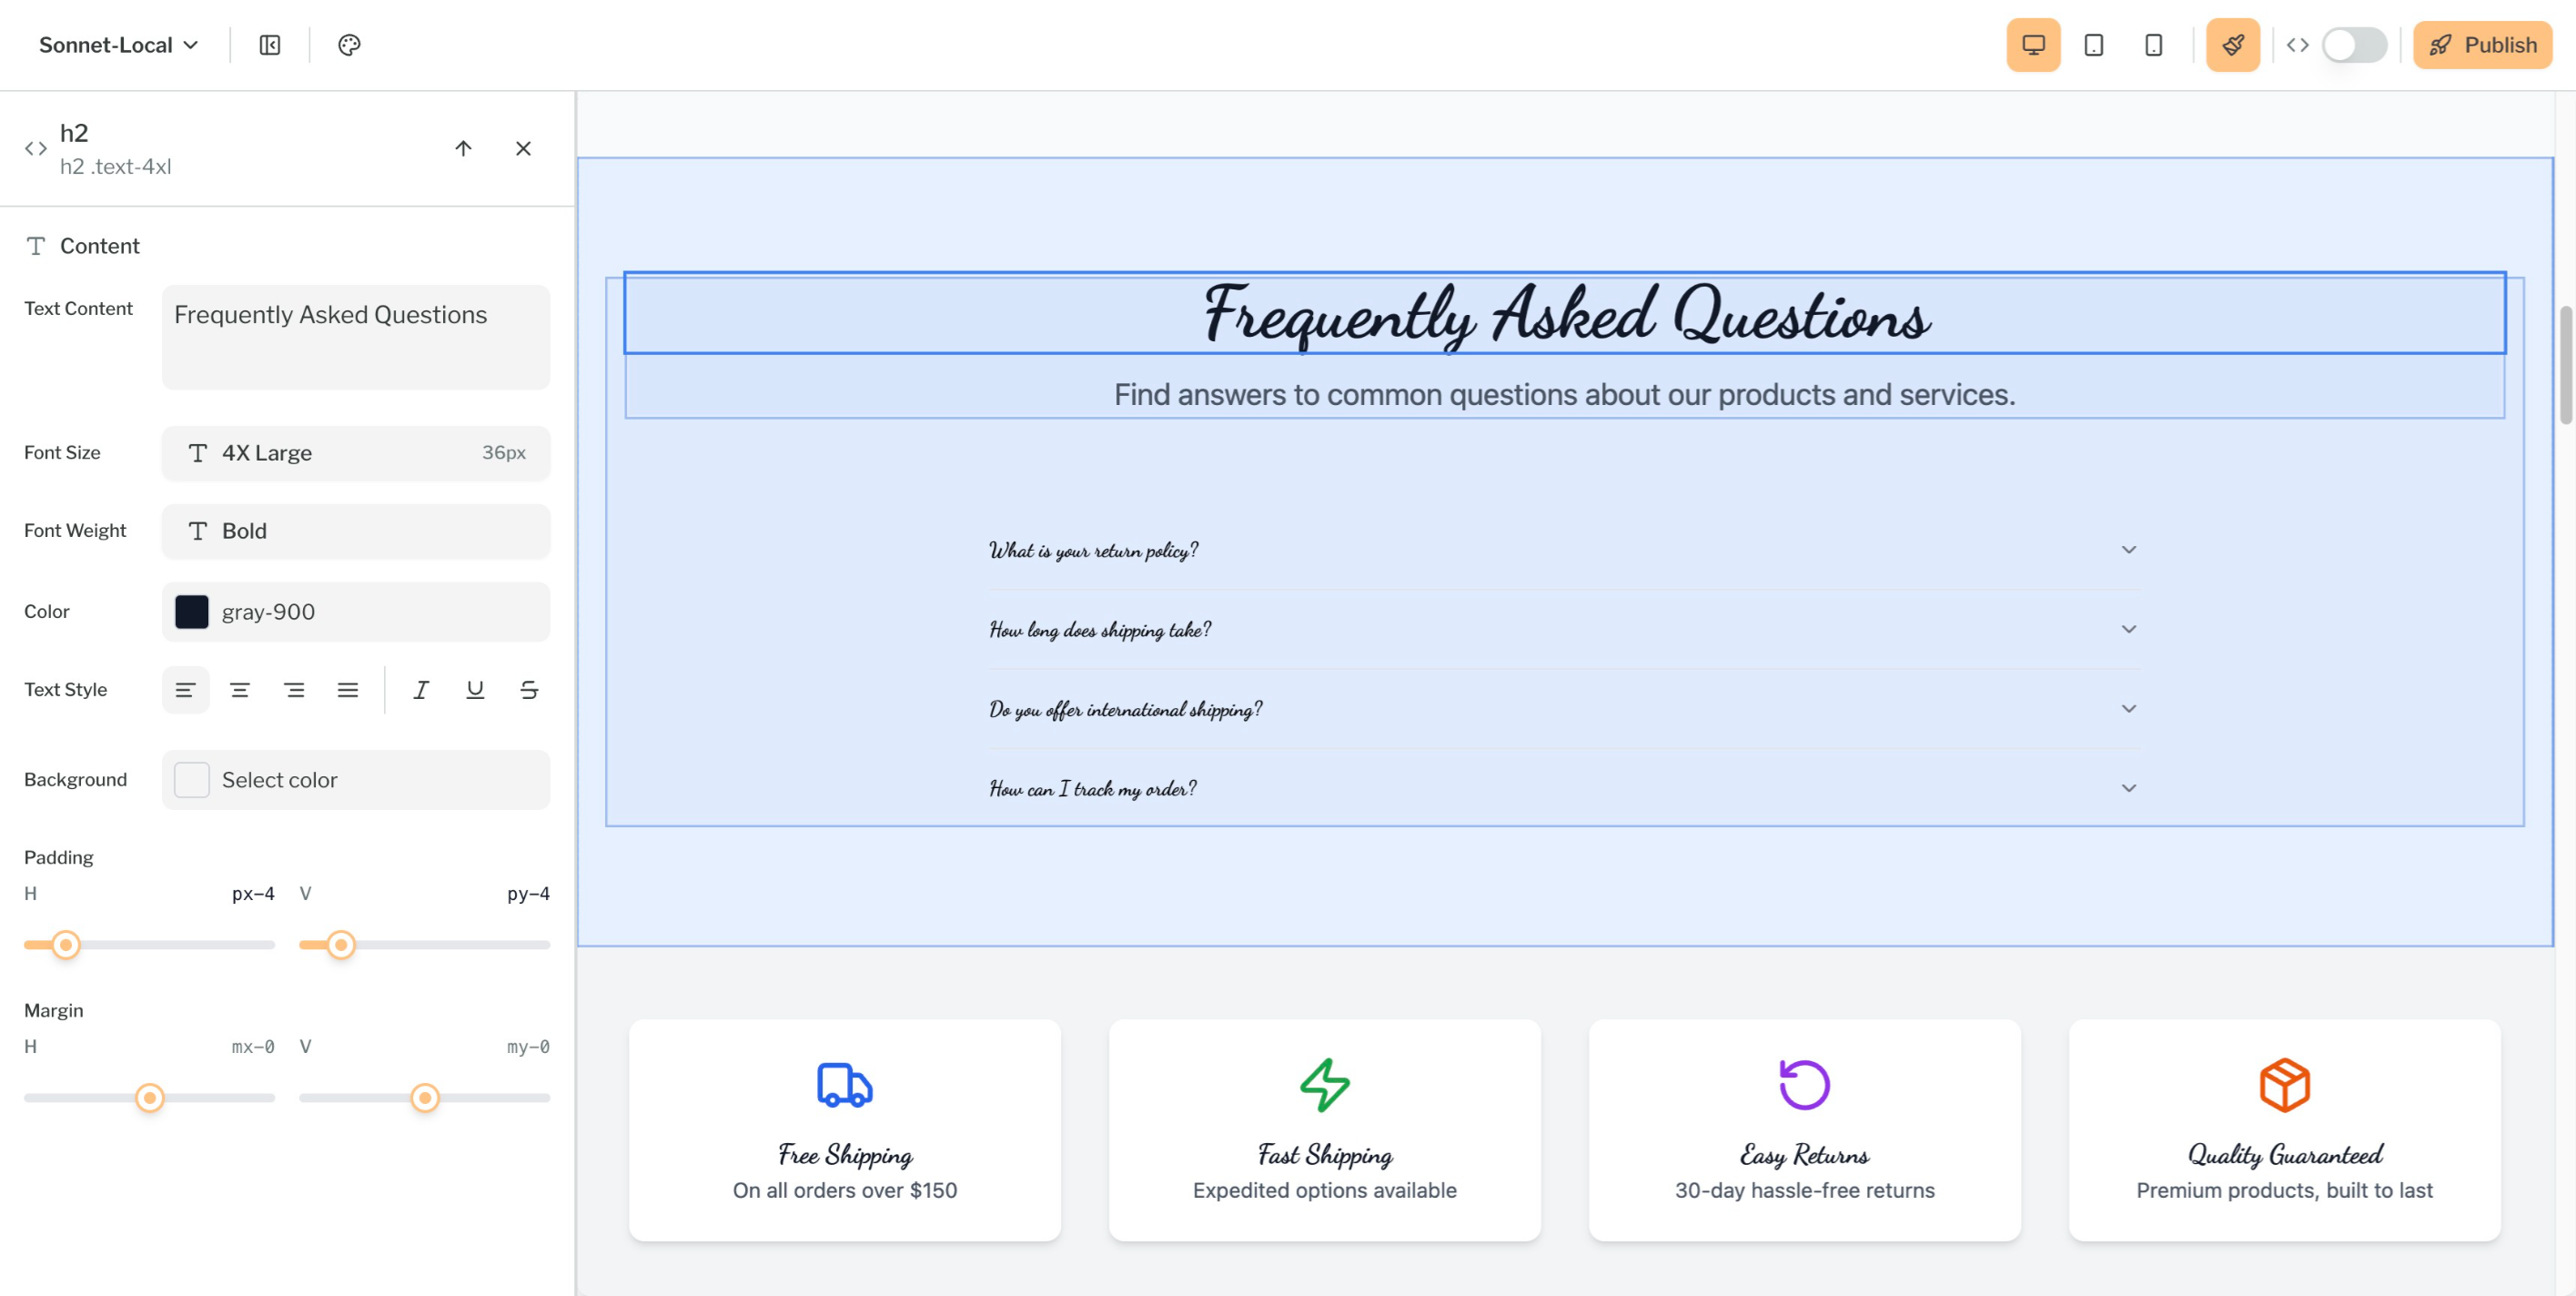 Sonnet-Local
Publish
h2
h2 .text-4xl
Content
Text Content
Frequently Asked Questions
Font Size
4X Large
36px
Font Weight
Bold
Color
gray-900
Text Style
Background
Select color
Padding
H px-4 V py-4
Margin
H mx-0 V my-0
Frequently Asked Questions
Find answers to common questions about our products and services.
What is your return policy?
How long does shipping take?
Do you offer international shipping?
How can I track my order?
Free Shipping
On all orders over $150
Fast Shipping
Expedited options available
Easy Returns
30-day hassle-free returns
Quality Guaranteed
Premium products, built to last